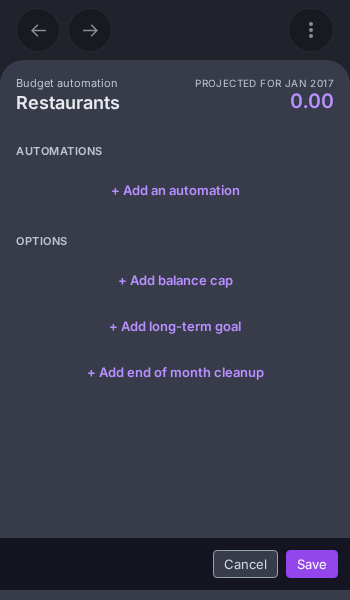 Budget automation
PROJECTED FOR JAN 2017
Restaurants
0.00
AUTOMATIONS
+ Add an automation
OPTIONS
+ Add balance cap
+ Add long-term goal
+ Add end of month cleanup
Cancel
Save